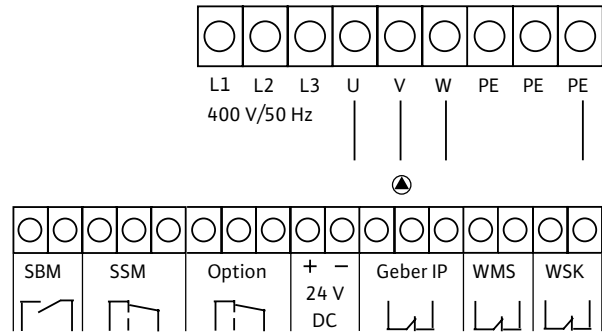 L1 L2 L3 U V W PE PE PE
400 V/50 Hz
SBM SSM Option + − Geber IP WMS WSK
24 V
DC